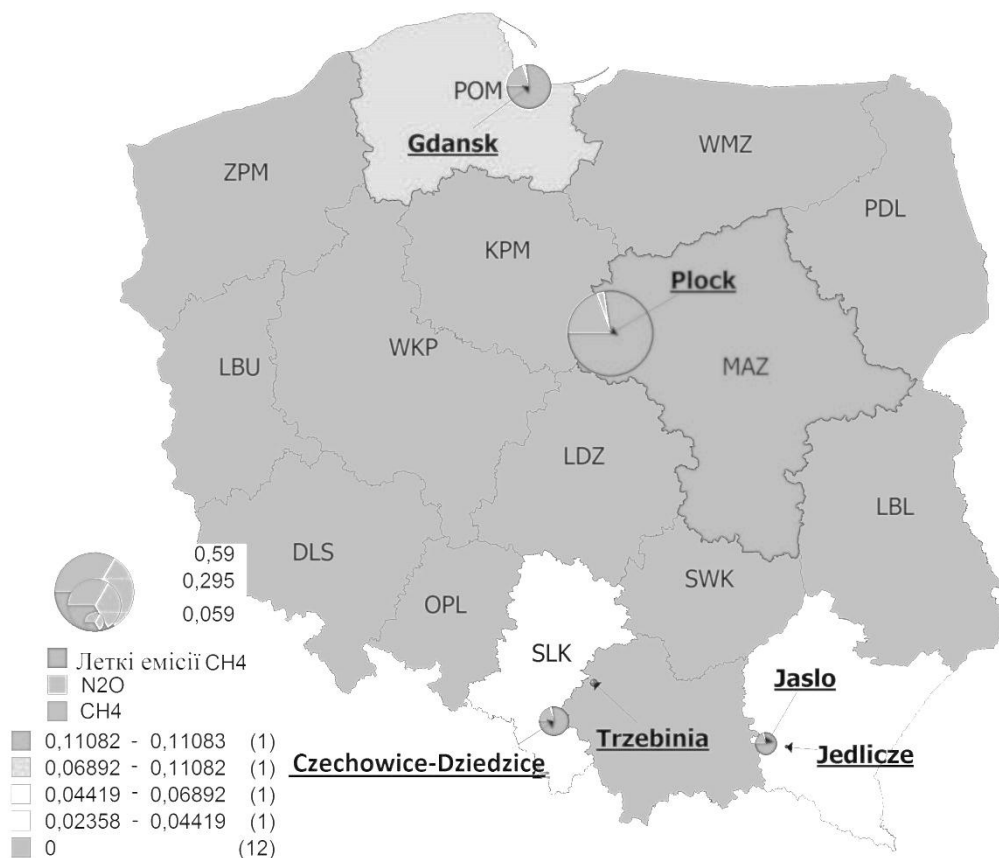 POM
Gdansk
ZPM
WMZ
PDL
KPM
Plock
LBU
WKP
MAZ
LDZ
LBL
DLS
OPL
SWK
SLK
Jaslo
Trzebinia
Jedlicze
Czechowice-Dziedzice
0,59
0,295
0,059
Леткі емісії CH4
N2O
CH4
0,11082 - 0,11083 (1)
0,06892 - 0,11082 (1)
0,04419 - 0,06892 (1)
0,02358 - 0,04419 (1)
0 (12)